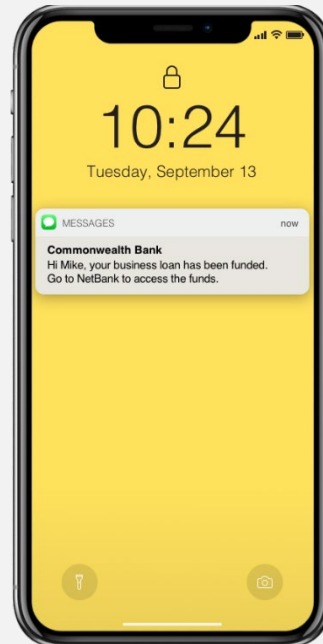 10:24
Tuesday, September 13
MESSAGES now
Commonwealth Bank
Hi Mike, your business loan has been funded.
Go to NetBank to access the funds.